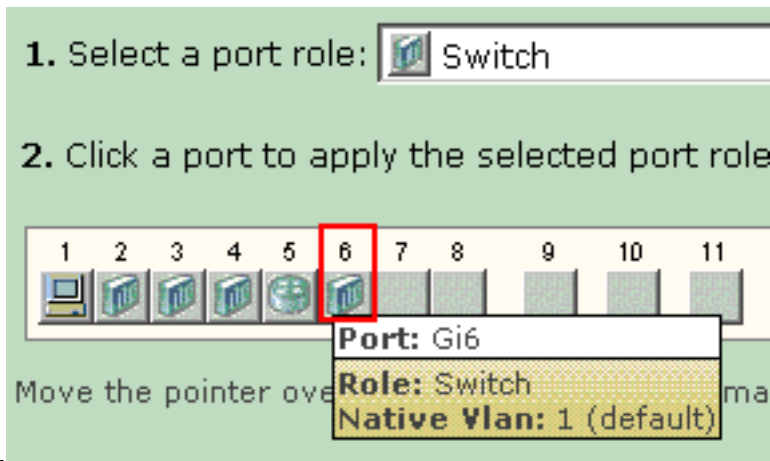 1. Select a port role: Switch
2. Click a port to apply the selected port role
1 2 3 4 5 6 7 8 9 10 11
Port: Gi6
Role: Switch
Native Vlan: 1 (default)
Move the pointer ove ma